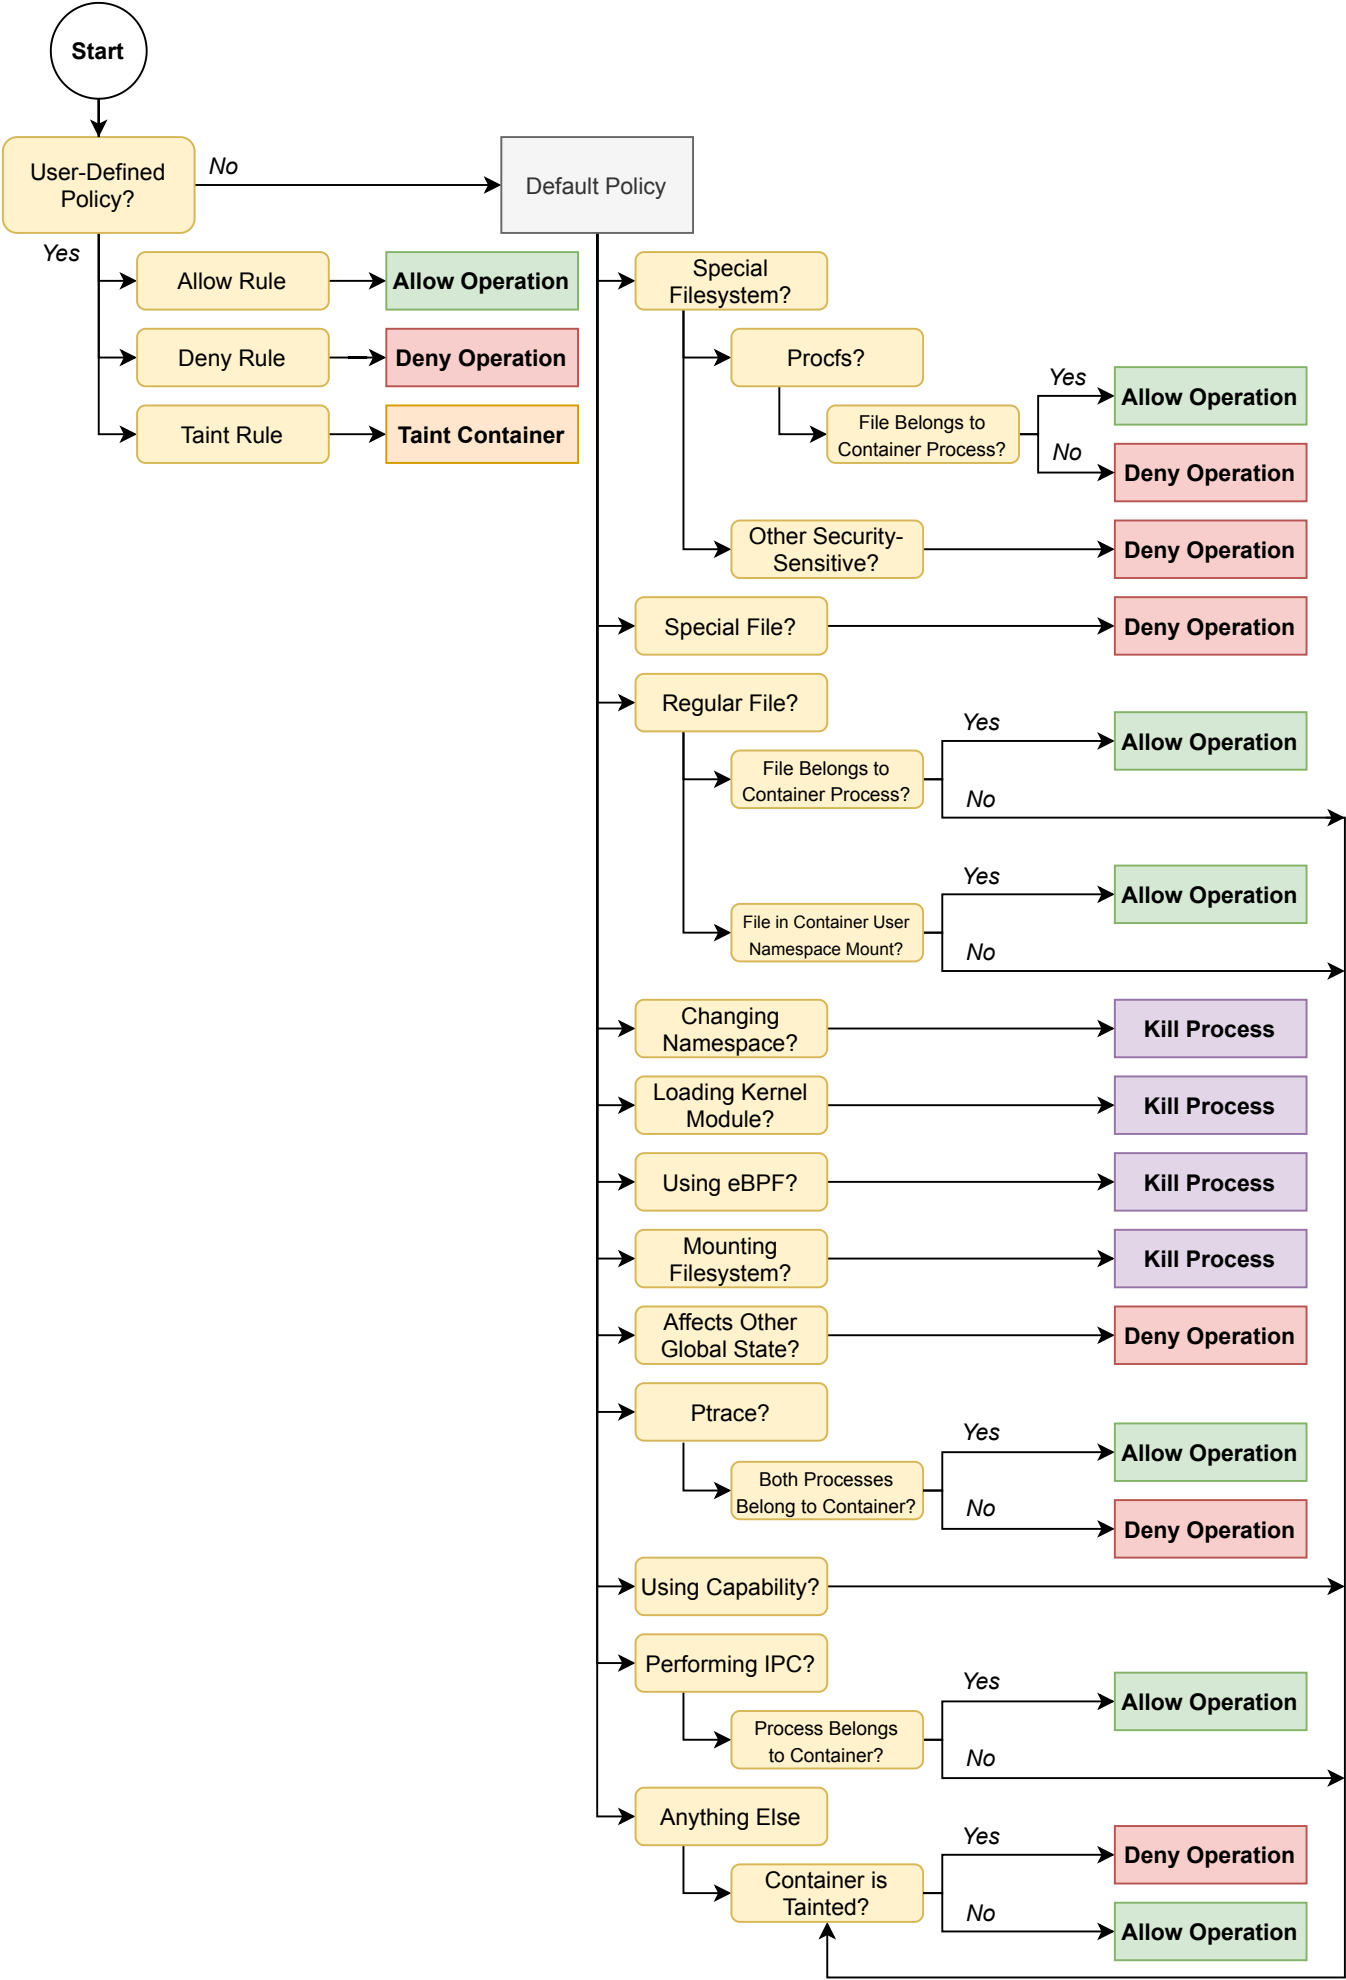 Start
User-Defined
Policy?
No
Default Policy
Yes
Allow Rule
Allow Operation
Deny Rule
Deny Operation
Taint Rule
Taint Container
Special
Filesystem?
Procfs?
File Belongs to
Container Process?
Yes
Allow Operation
No
Deny Operation
Other Security-
Sensitive?
Deny Operation
Special File?
Deny Operation
Regular File?
File Belongs to
Container Process?
Yes
Allow Operation
No
File in Container User
Namespace Mount?
Yes
Allow Operation
No
Changing
Namespace?
Kill Process
Loading Kernel
Module?
Kill Process
Using eBPF?
Kill Process
Mounting
Filesystem?
Kill Process
Affects Other
Global State?
Deny Operation
Ptrace?
Both Processes
Belong to Container?
Yes
Allow Operation
No
Deny Operation
Using Capability?
Performing IPC?
Process Belongs
to Container?
Yes
Allow Operation
No
Anything Else
Container is
Tainted?
Yes
Deny Operation
No
Allow Operation